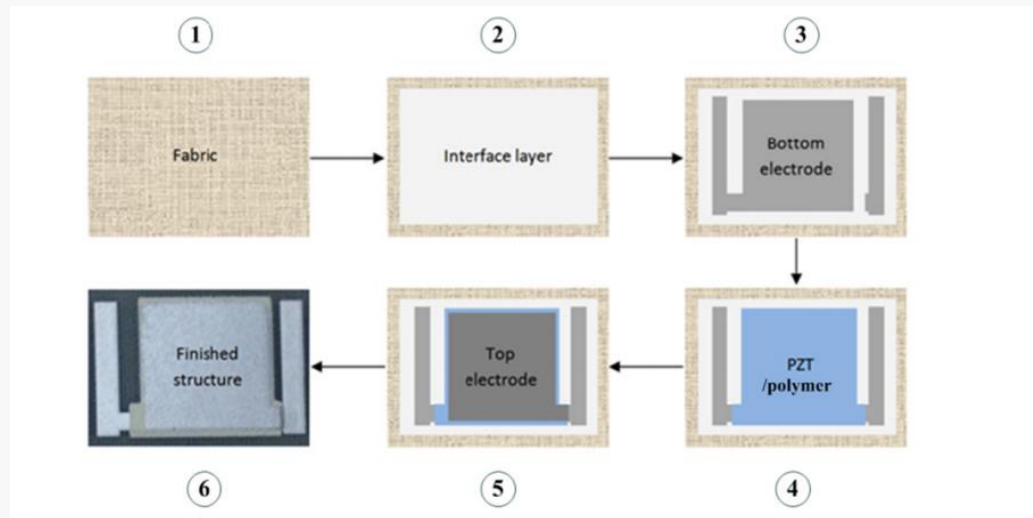 1
2
3
Fabric
Interface layer
Bottom
electrode
Finished
structure
Top
electrode
PZT
/polymer
6
5
4